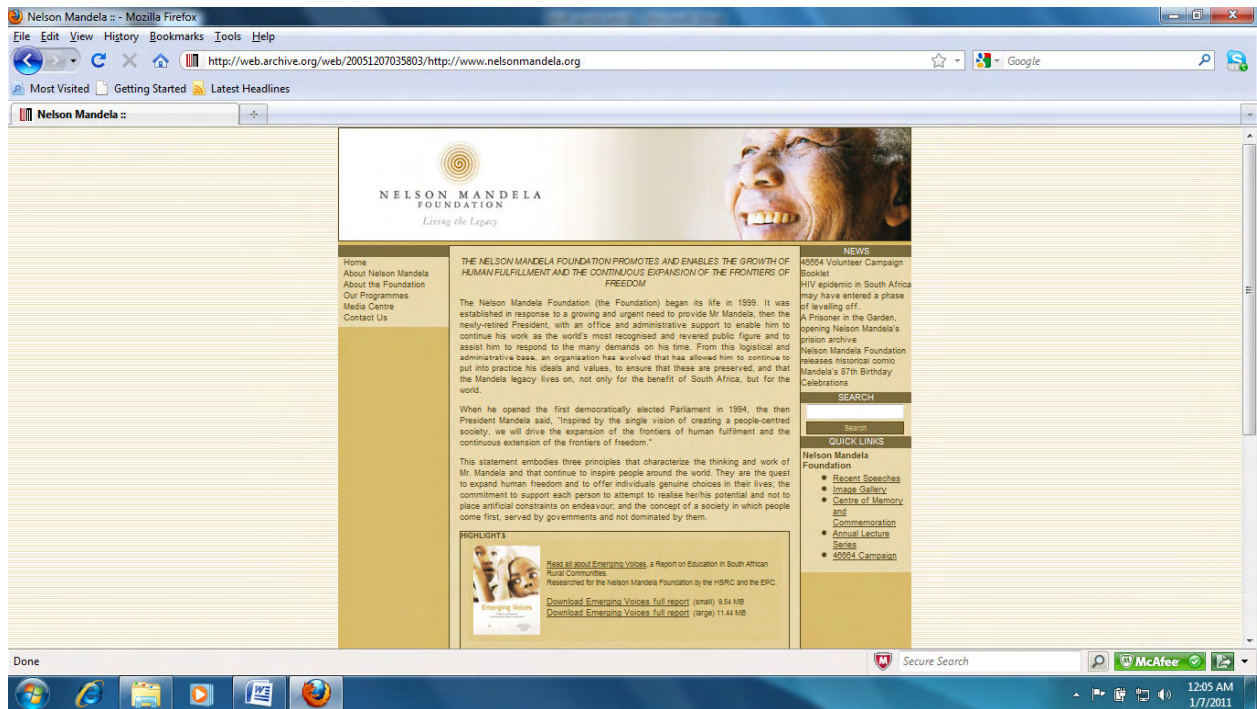 Nelson Mandela :: - Mozilla Firefox
File Edit View History Bookmarks Tools Help
http://web.archive.org/web/20051207035803/http://www.nelsonmandela.org
Google
Most Visited Getting Started Latest Headlines
Nelson Mandela ::
NELSON MANDELA
FOUNDATION
Living the Legacy
Home
About Nelson Mandela
About the Foundation
Our Programmes
Media Centre
Contact Us
THE NELSON MANDELA FOUNDATION PROMOTES AND ENABLES THE GROWTH OF
HUMAN FULFILLMENT AND THE CONTINUOUS EXPANSION OF THE FRONTIERS OF
FREEDOM
The Nelson Mandela Foundation (the Foundation) began its life in 1999. It was
established in response to a growing and urgent need to provide Mr Mandela, then the
newly-retired President, with an office and administrative support to enable him to
continue his work as the world's most recognised and revered public figure and to
assist him to respond to the many demands on his time. From this logistical and
administrative base, an organisation has evolved that has allowed him to continue to
put into practice his ideals and values, to ensure that these are preserved, and that
the Mandela legacy lives on, not only for the benefit of South Africa, but for the
world.
When he opened the first democratically elected Parliament in 1994, the then
President Mandela said, "Inspired by the single vision of creating a people-centred
society, we will drive the expansion of the frontiers of human fulfilment and the
continuous extension of the frontiers of freedom."
This statement embodies three principles that characterize the thinking and work of
Mr. Mandela and that continue to inspire people around the world. They are the quest
to expand human freedom and to offer individuals genuine choices in their lives; the
commitment to support each person to attempt to realise her/his potential and not to
place artificial constraints on endeavour; and the concept of a society in which people
come first, served by governments and not dominated by them.
HIGHLIGHTS
Emerging Voices
Read all about Emerging Voices, a Report on Education in South African
Rural Communities.
Researched for the Nelson Mandela Foundation by the HSRC and the EPC.
Download Emerging Voices full report (small) 9.54 MB
Download Emerging Voices full report (large) 11.44 MB
NEWS
46664 Volunteer Campaign
Booklet
HIV epidemic in South Africa
may have entered a phase
of levelling off.
A Prisoner in the Garden,
opening Nelson Mandela's
prision archive
Nelson Mandela Foundation
releases historical comic
Mandela's 87th Birthday
Celebrations
SEARCH
Search
QUICK LINKS
Nelson Mandela
Foundation
Recent Speeches
Image Gallery
Centre of Memory
and
Commemoration
Annual Lecture
Series
46664 Campaign
Done
Secure Search
McAfee
12:05 AM
1/7/2011